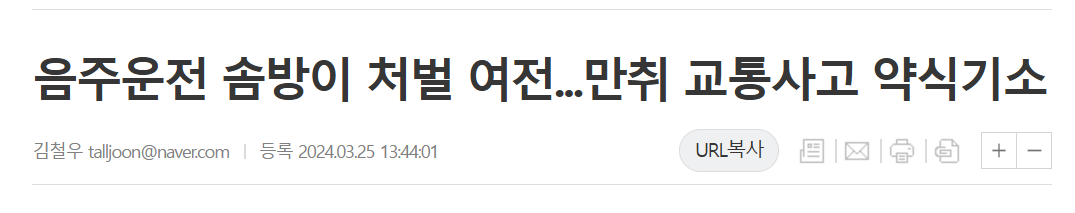 음주운전 솜방이 처벌 여전...만취 교통사고 약식기소
김철우 talljoon@naver.com | 등록 2024.03.25 13:44:01 URL복사 + −